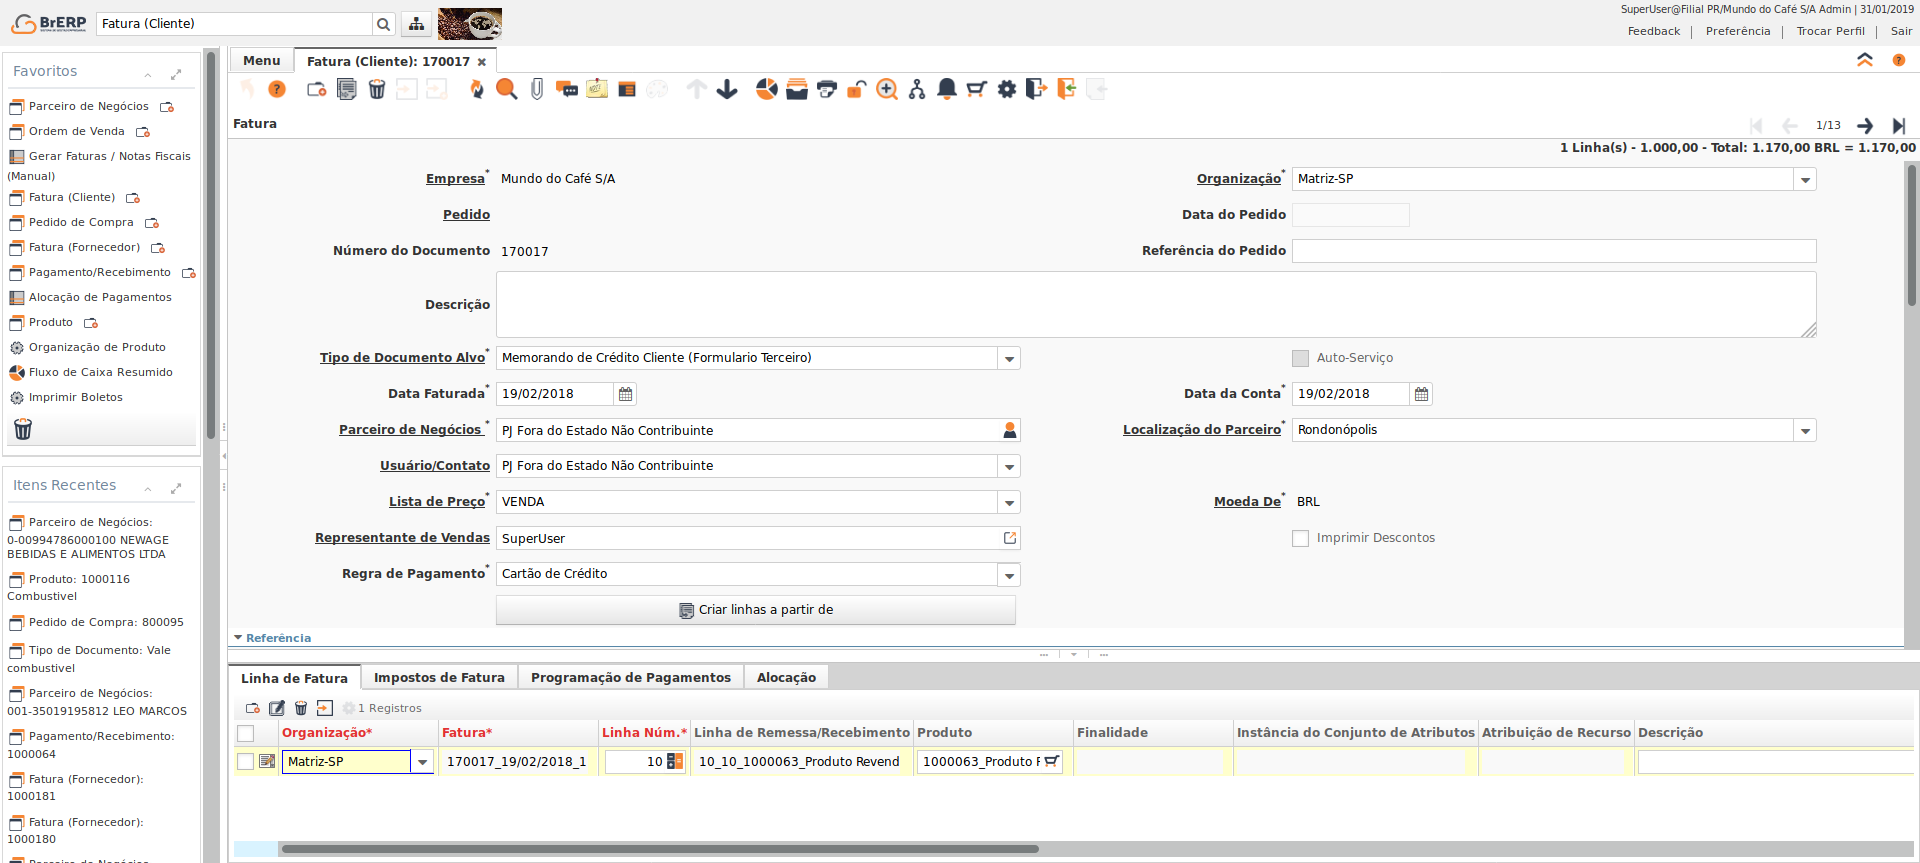 BrERP
Fatura (Cliente)
SuperUser@Filial PR/Mundo do Café S/A Admin | 31/01/2019
Feedback | Preferência | Trocar Perfil | Sair
Favoritos
Parceiro de Negócios
Ordem de Venda
Gerar Faturas / Notas Fiscais
(Manual)
Fatura (Cliente)
Pedido de Compra
Fatura (Fornecedor)
Pagamento/Recebimento
Alocação de Pagamentos
Produto
Organização de Produto
Fluxo de Caixa Resumido
Imprimir Boletos
Itens Recentes
Parceiro de Negócios:
0-00994786000100 NEWAGE
BEBIDAS E ALIMENTOS LTDA
Produto: 1000116
Combustivel
Pedido de Compra: 800095
Tipo de Documento: Vale
combustivel
Parceiro de Negócios:
001-35019195812 LEO MARCOS
Pagamento/Recebimento:
1000064
Fatura (Fornecedor):
1000181
Fatura (Fornecedor):
1000180
Menu
Fatura (Cliente): 170017
Fatura
1/13
1 Linha(s) - 1.000,00 - Total: 1.170,00 BRL = 1.170,00
Empresa* Mundo do Café S/A
Organização* Matriz-SP
Pedido
Data do Pedido
Número do Documento 170017
Referência do Pedido
Descrição
Tipo de Documento Alvo* Memorando de Crédito Cliente (Formulario Terceiro)
Auto-Serviço
Data Faturada* 19/02/2018
Data da Conta* 19/02/2018
Parceiro de Negócios* PJ Fora do Estado Não Contribuinte
Localização do Parceiro* Rondonópolis
Usuário/Contato PJ Fora do Estado Não Contribuinte
Lista de Preço* VENDA
Moeda De* BRL
Representante de Vendas SuperUser
Imprimir Descontos
Regra de Pagamento* Cartão de Crédito
Criar linhas a partir de
Referência
Linha de Fatura Impostos de Fatura Programação de Pagamentos Alocação
1 Registros
Organização* Fatura* Linha Núm.* Linha de Remessa/Recebimento Produto Finalidade Instância do Conjunto de Atributos Atribuição de Recurso Descrição
Matriz-SP 170017_19/02/2018_1 10 10_10_1000063_Produto Revend 1000063_Produto